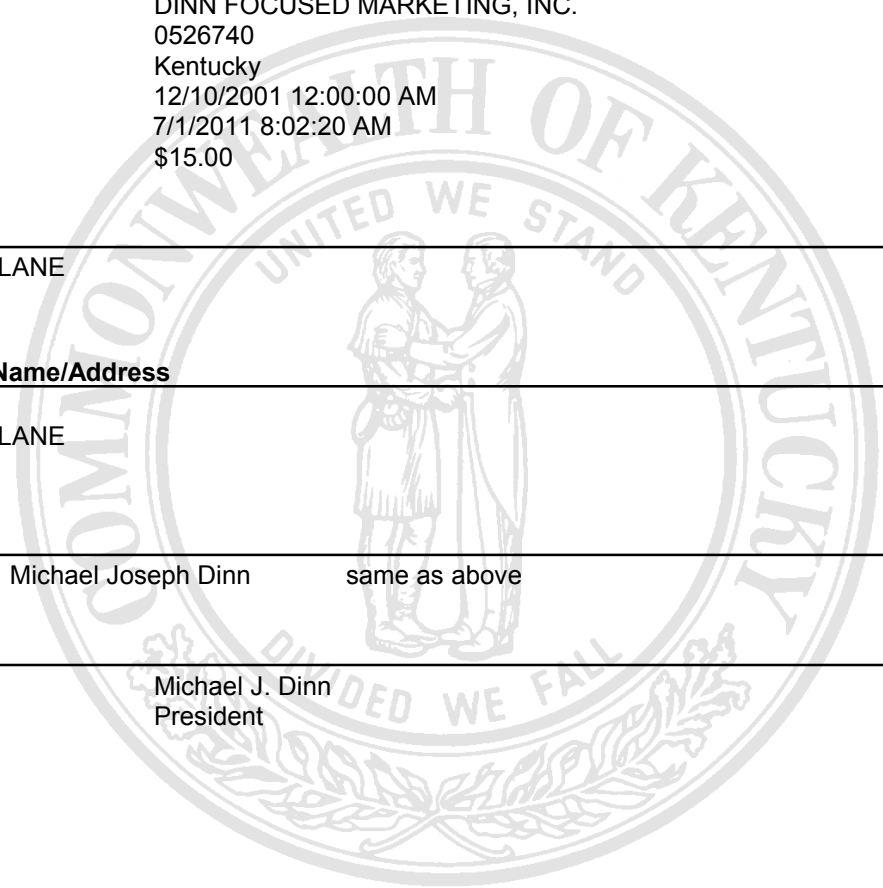 DINN FOCUSED MARKETING, INC.
0526740
Kentucky
12/10/2001 12:00:00 AM
7/1/2011 8:02:20 AM
$15.00
LANE
Name/Address
LANE
Michael Joseph Dinn same as above
Michael J. Dinn
President
COMMONWEALTH OF KENTUCKY
UNITED WE STAND
DIVIDED WE FALL